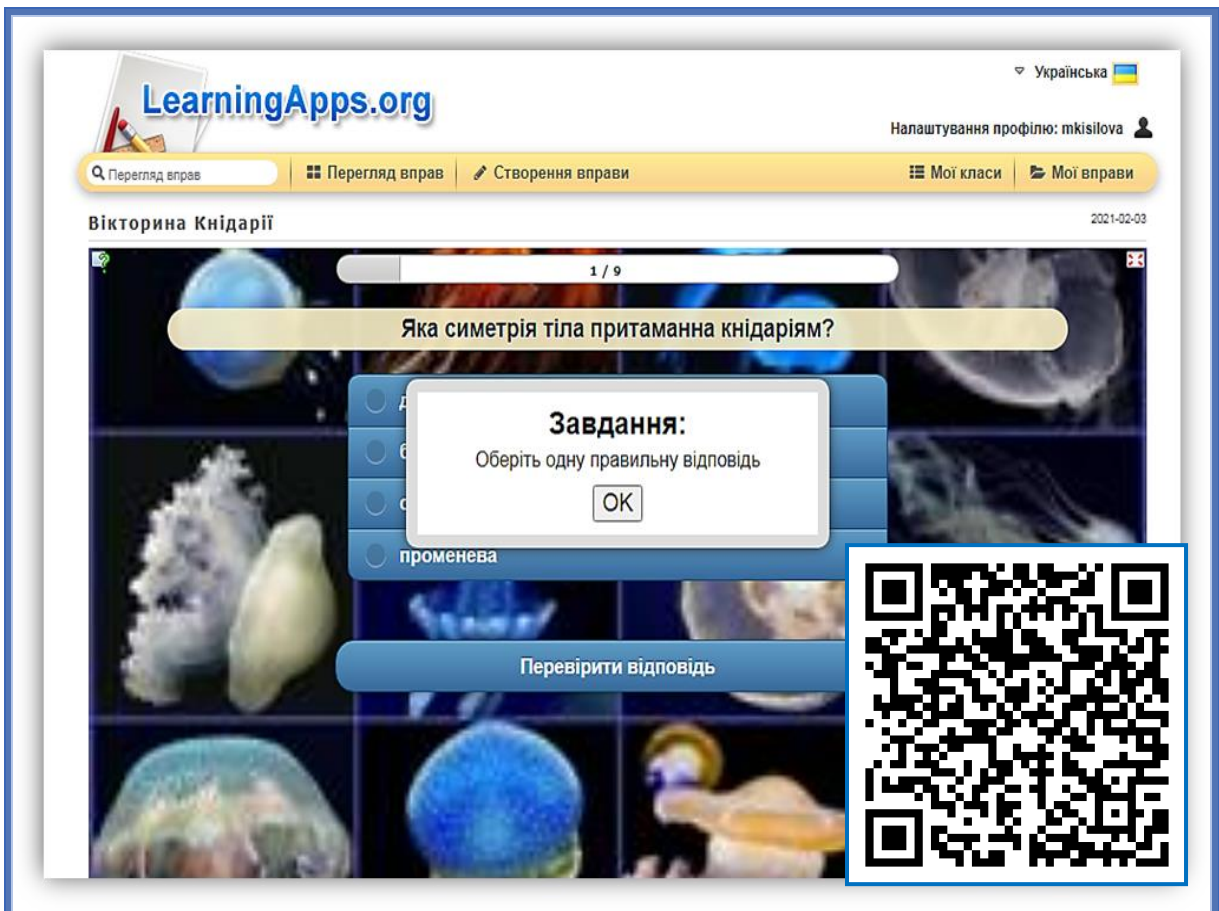 LearningApps.org
Українська
Налаштування профілю: mkisilova
Перегляд вправ
Перегляд вправ
Створення вправи
Мої класи
Мої вправи
Вікторина Кнідарії
2021-02-03
1 / 9
Яка симетрія тіла притаманна кнідаріям?
Завдання:
Оберіть одну правильну відповідь
OK
променева
Перевірити відповідь